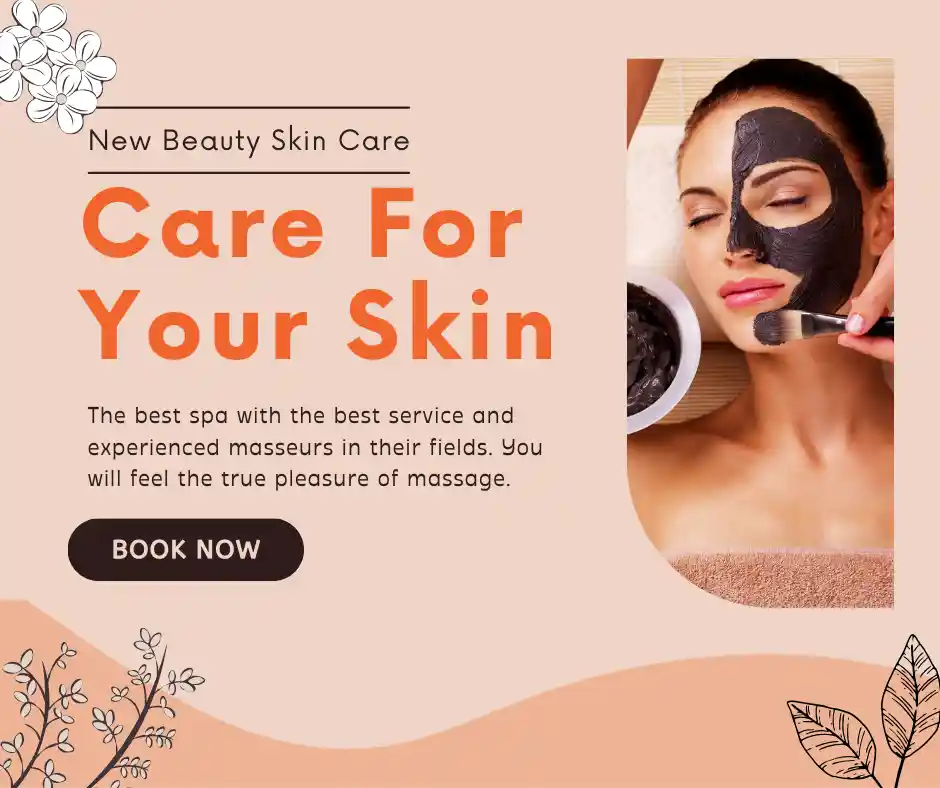 New Beauty Skin Care
Care For
Your Skin
The best spa with the best service and
experienced masseurs in their fields. You
will feel the true pleasure of massage.
BOOK NOW